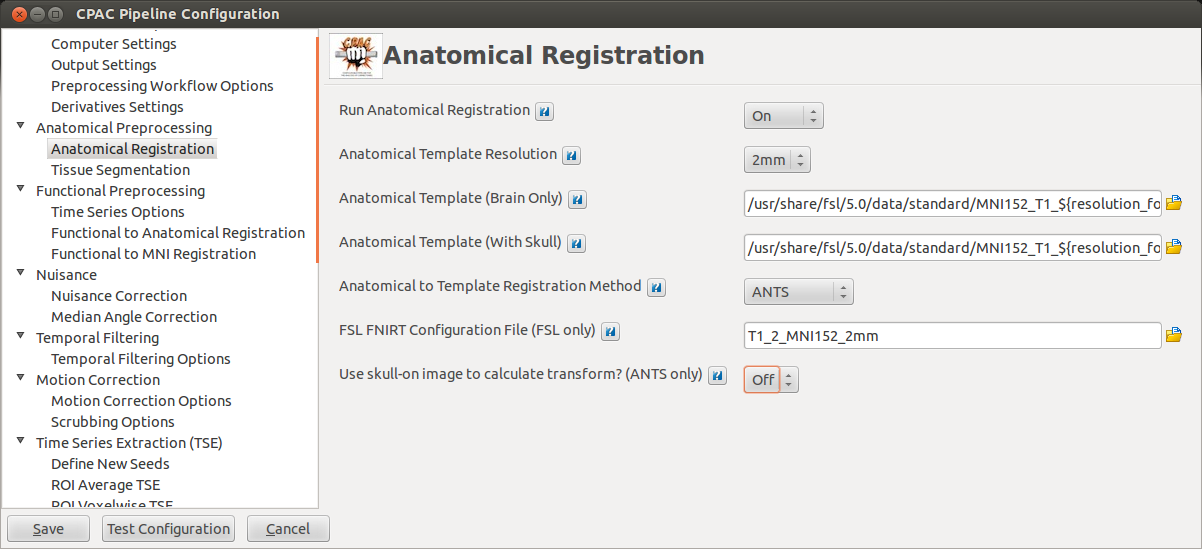 CPAC Pipeline Configuration
Computer Settings
Output Settings
Preprocessing Workflow Options
Derivatives Settings
Anatomical Preprocessing
Anatomical Registration
Tissue Segmentation
Functional Preprocessing
Time Series Options
Functional to Anatomical Registration
Functional to MNI Registration
Nuisance
Nuisance Correction
Median Angle Correction
Temporal Filtering
Temporal Filtering Options
Motion Correction
Motion Correction Options
Scrubbing Options
Time Series Extraction (TSE)
Define New Seeds
ROI Average TSE
ROI Voxelwise TSE
CPAC
Anatomical Registration
Run Anatomical Registration ? On
Anatomical Template Resolution ? 2mm
Anatomical Template (Brain Only) ? /usr/share/fsl/5.0/data/standard/MNI152_T1_${resolution_fo
Anatomical Template (With Skull) ? /usr/share/fsl/5.0/data/standard/MNI152_T1_${resolution_fo
Anatomical to Template Registration Method ? ANTS
FSL FNIRT Configuration File (FSL only) ? T1_2_MNI152_2mm
Use skull-on image to calculate transform? (ANTS only) ? Off
Save Test Configuration Cancel